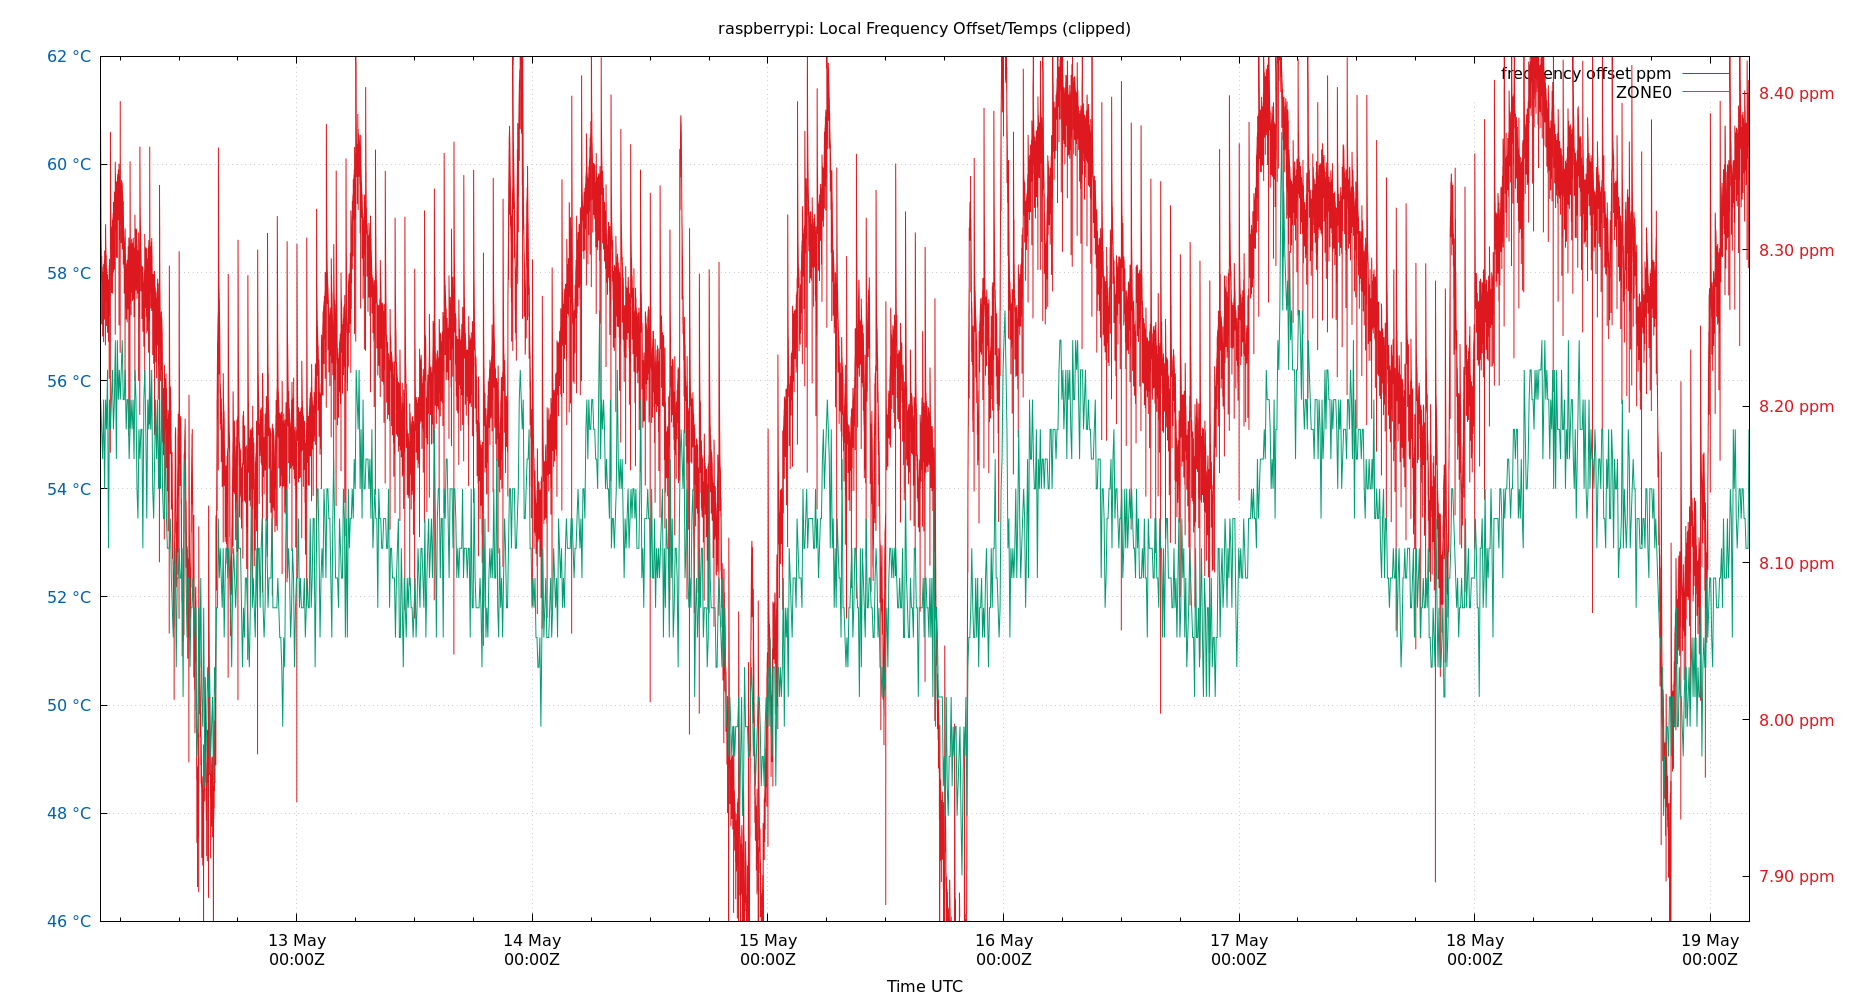 raspberrypi: Local Frequency Offset/Temps (clipped)
frequency offset ppm
ZONE0
62 °C
60 °C
58 °C
56 °C
54 °C
52 °C
50 °C
48 °C
46 °C
8.40 ppm
8.30 ppm
8.20 ppm
8.10 ppm
8.00 ppm
7.90 ppm
13 May
00:00Z
14 May
00:00Z
15 May
00:00Z
16 May
00:00Z
17 May
00:00Z
18 May
00:00Z
19 May
00:00Z
Time UTC